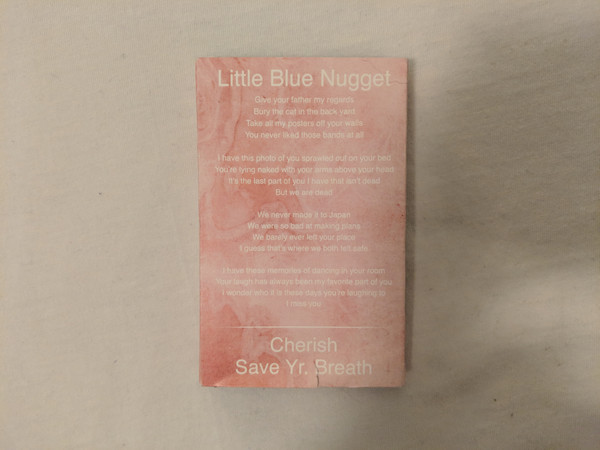 Little Blue Nugget
Give your father my regards
Bury the cat in the back yard
Take all my posters off your walls
You never liked those bands at all
I have this photo of you sprawled out on your bed
You're lying naked with your arms above your head
It's the last part of you I have that isn't dead
But we are dead
We never made it to Japan
We were so bad at making plans
We barely ever left your place
I guess that's where we both felt safe
I have these memories of dancing in your room
Your laugh has always been my favorite part of you
I wonder who it is these days you're laughing to
I miss you
Cherish
Save Yr. Breath